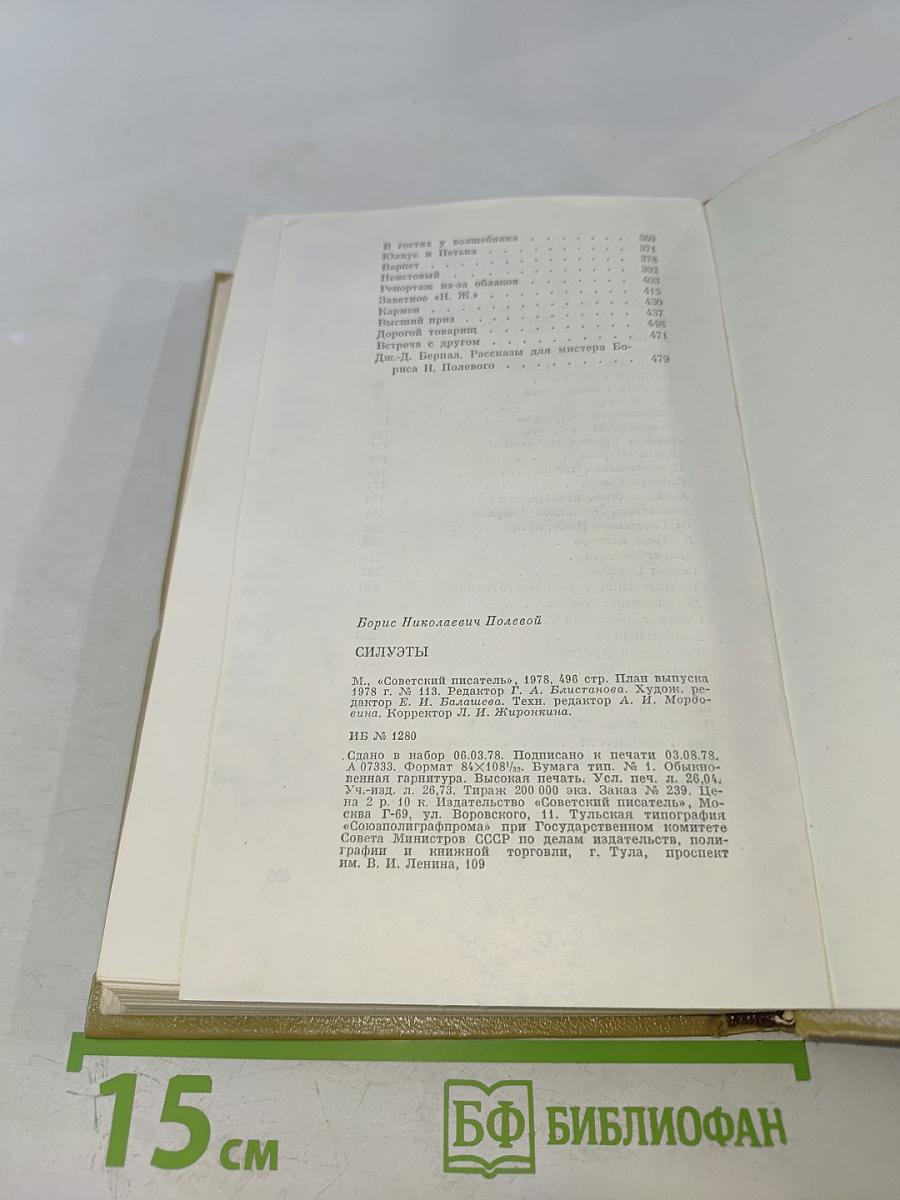 В гостях у волшебника . . . . . . . 360
Юлиус и Петька . . . . . . . . . . 371
Варпет . . . . . . . . . . . . . 378
Неистовый . . . . . . . . . . . . 392
Репортаж из-за облаков . . . . . . . 403
Заветное «Н. Ж.» . . . . . . . . . . 415
Кармен . . . . . . . . . . . . . 430
Высший приз . . . . . . . . . . . 437
Дорогой товарищ . . . . . . . . . . 448
Встреча с другом . . . . . . . . . . 471
Дж.-Д. Бернал. Рассказы для мистера Бо-
риса Н. Полевого . . . . . . . . . 479
Борис Николаевич Полевой
СИЛУЭТЫ
М., «Советский писатель», 1978, 496 стр. План выпуска
1978 г. № 113. Редактор Г. А. Блистанова. Худож. ре-
дактор Е. И. Балашева. Техн. редактор А. И. Мордо-
вина. Корректор Л. И. Жиронкина.
ИБ № 1280
Сдано в набор 06.03.78. Подписано к печати 03.08.78.
А 07333. Формат 84×108¹/₃₂. Бумага тип. № 1. Обыкно-
венная гарнитура. Высокая печать. Усл. печ. л. 26,04.
Уч.-изд. л. 26,73. Тираж 200 000 экз. Заказ № 239. Це-
на 2 р. 10 к. Издательство «Советский писатель», Мо-
сква Г-69, ул. Воровского, 11. Тульская типография
«Союзполиграфпрома» при Государственном комитете
Совета Министров СССР по делам издательств, поли-
графии и книжной торговли, г. Тула, проспект
им. В. И. Ленина, 109
15 см
БФ БИБЛИОФАН